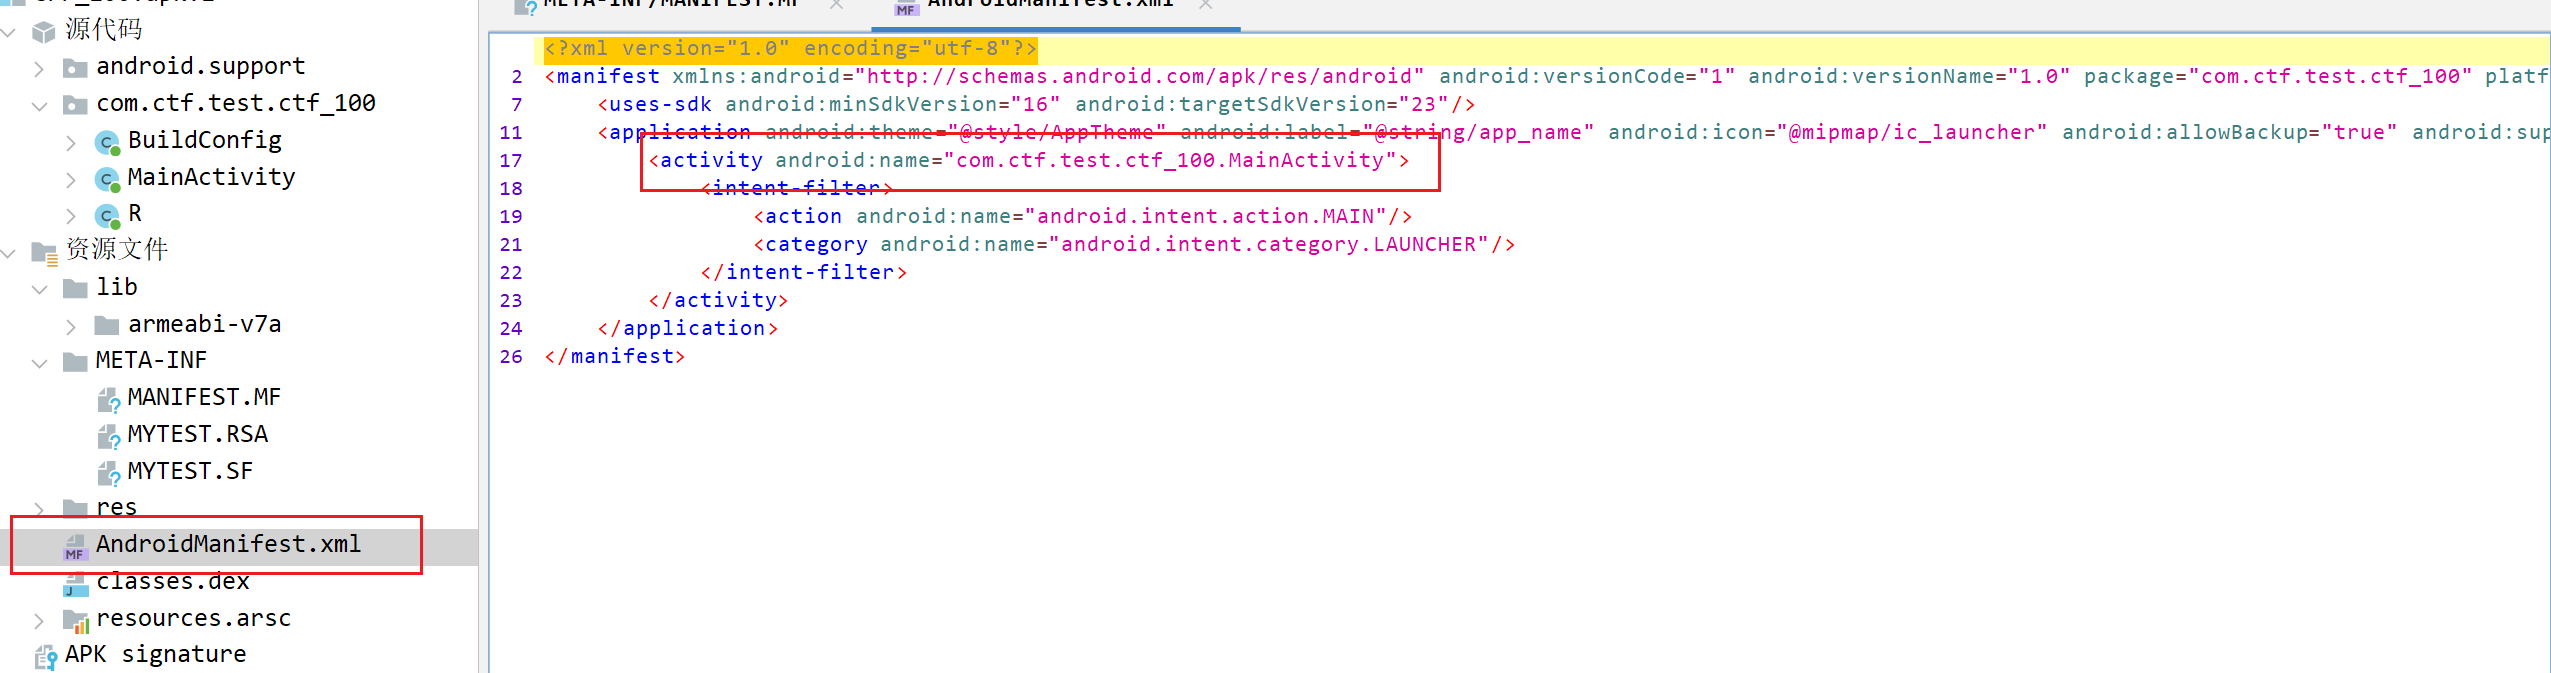 源代码
android.support
com.ctf.test.ctf_100
BuildConfig
MainActivity
R
资源文件
lib
armeabi-v7a
META-INF
MANIFEST.MF
MYTEST.RSA
MYTEST.SF
res
AndroidManifest.xml
classes.dex
resources.arsc
APK signature
META-INF/MANIFEST.MF
AndroidManifest.xml
<?xml version="1.0" encoding="utf-8"?>
2 <manifest xmlns:android="http://schemas.android.com/apk/res/android" android:versionCode="1" android:versionName="1.0" package="com.ctf.test.ctf_100" platf
7 <uses-sdk android:minSdkVersion="16" android:targetSdkVersion="23"/>
11 <application android:theme="@style/AppTheme" android:label="@string/app_name" android:icon="@mipmap/ic_launcher" android:allowBackup="true" android:sup
17 <activity android:name="com.ctf.test.ctf_100.MainActivity">
18 <intent-filter>
19 <action android:name="android.intent.action.MAIN"/>
21 <category android:name="android.intent.category.LAUNCHER"/>
22 </intent-filter>
23 </activity>
24 </application>
26 </manifest>